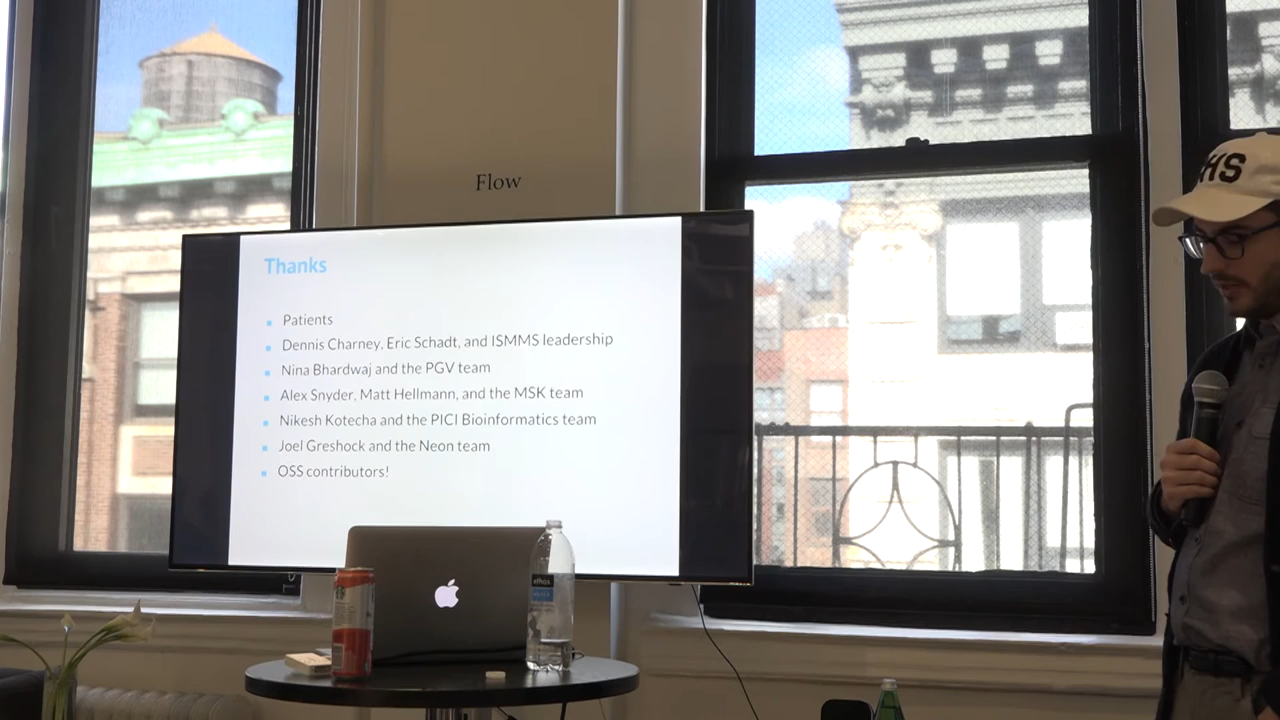 Flow
HS
Thanks
Patients
Dennis Charney, Eric Schadt, and ISMMS leadership
Nina Bhardwaj and the PGV team
Alex Snyder, Matt Hellmann, and the MSK team
Nikesh Kotecha and the PICI Bioinformatics team
Joel Greshock and the Neon team
OSS contributors!
ethos